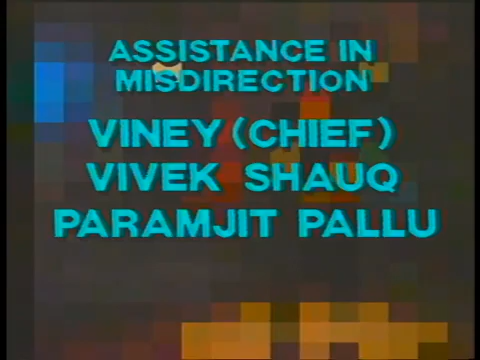 ASSISTANCE IN
MISDIRECTION
VINEY (CHIEF)
VIVEK SHAUQ
PARAMJIT PALLU